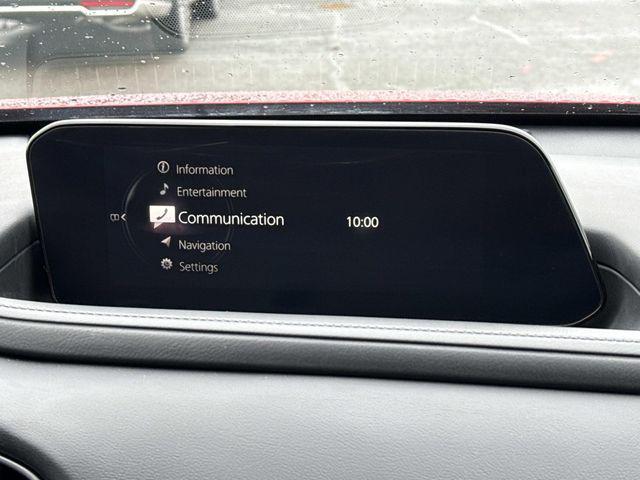 Information
Entertainment
Communication 10:00
Navigation
Settings